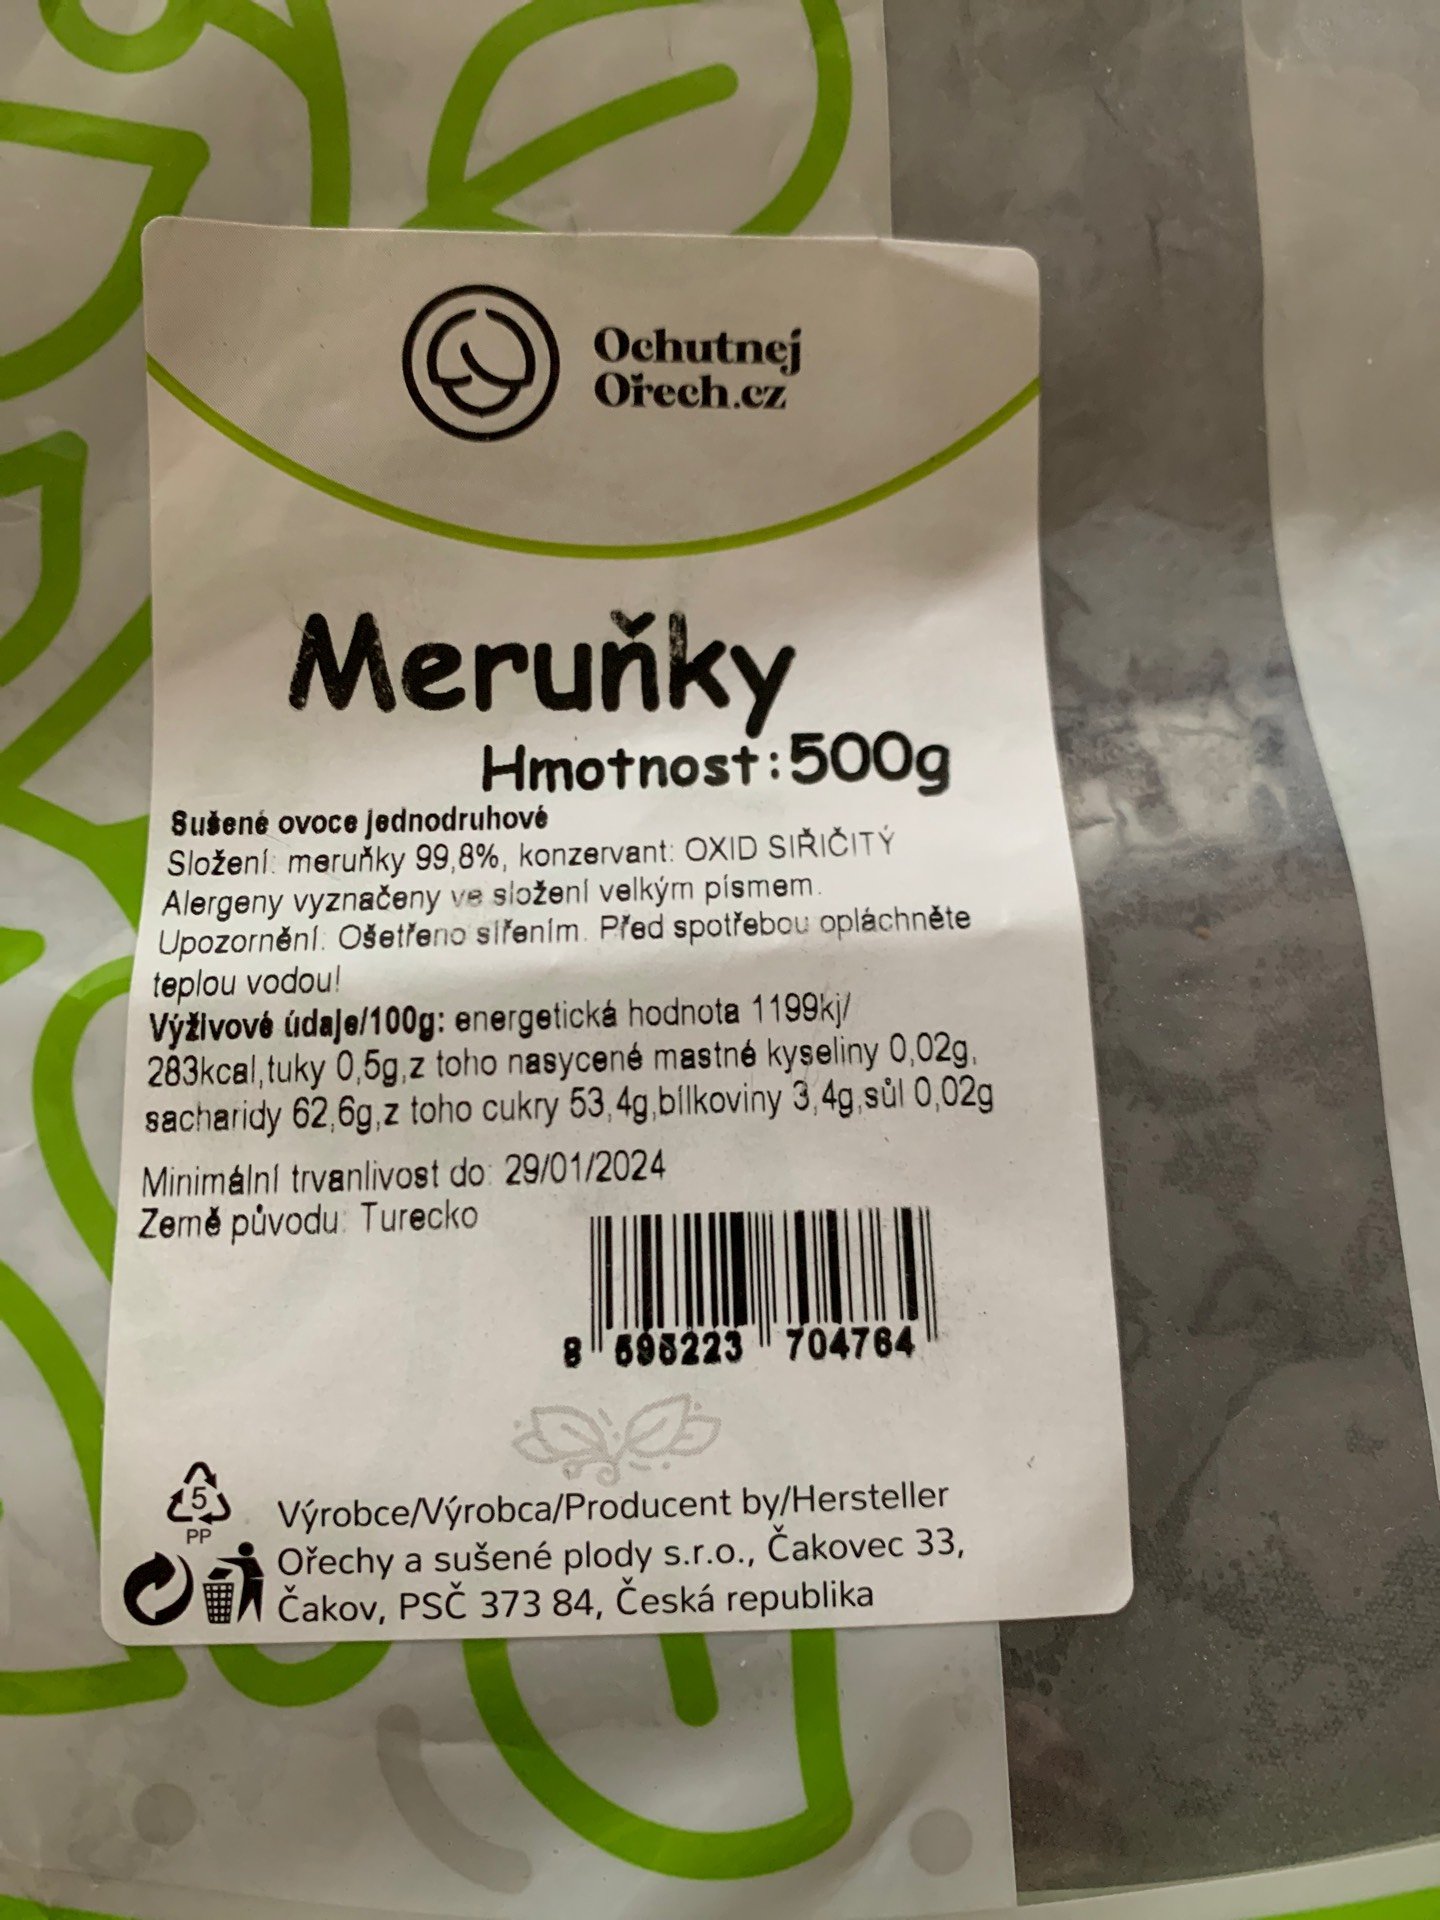 Ochutnej
Ořech.cz
Meruňky
Hmotnost:500g
Sušené ovoce jednodruhové
Složení: meruňky 99,8%, konzervant: OXID SIŘIČITÝ
Alergeny vyznačeny ve složení velkým písmem.
Upozornění: Ošetřeno sířením. Před spotřebou opláchněte
teplou vodou!
Výživové údaje/100g: energetická hodnota 1199kj/
283kcal,tuky 0,5g,z toho nasycené mastné kyseliny 0,02g,
sacharidy 62,6g,z toho cukry 53,4g,bílkoviny 3,4g,sůl 0,02g
Minimální trvanlivost do: 29/01/2024
Země původu: Turecko
8 595223 704764
5
PP
Výrobce/Výrobca/Producent by/Hersteller
Ořechy a sušené plody s.r.o., Čakovec 33,
Čakov, PSČ 373 84, Česká republika